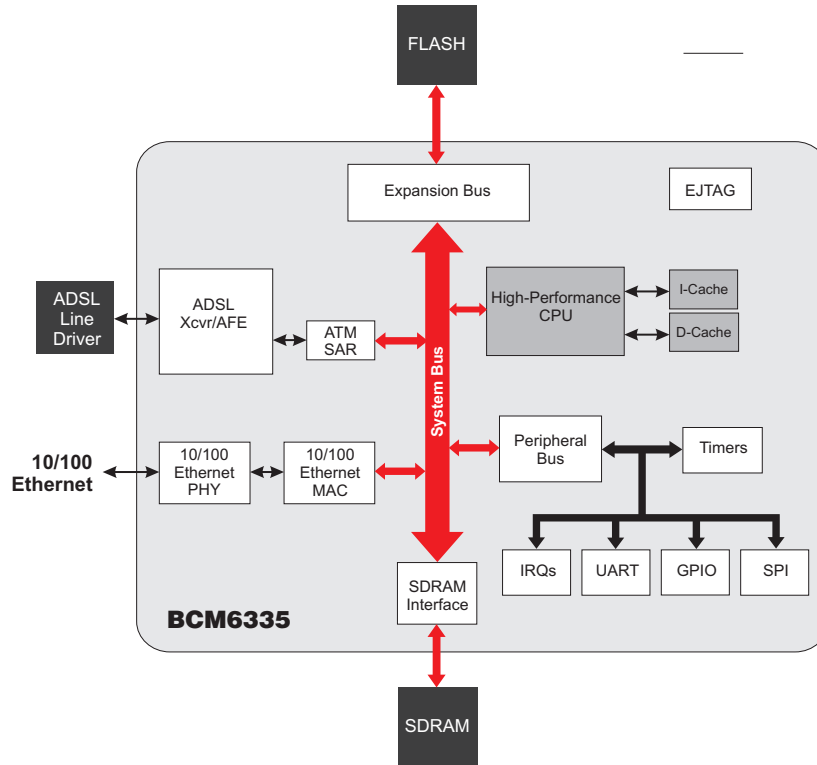 FLASH
Expansion Bus
EJTAG
ADSL
Line
Driver
ADSL
Xcvr/AFE
ATM
SAR
High-Performance
CPU
I-Cache
D-Cache
System Bus
10/100
Ethernet
10/100
Ethernet
PHY
10/100
Ethernet
MAC
Peripheral
Bus
Timers
IRQs
UART
GPIO
SPI
SDRAM
Interface
BCM6335
SDRAM